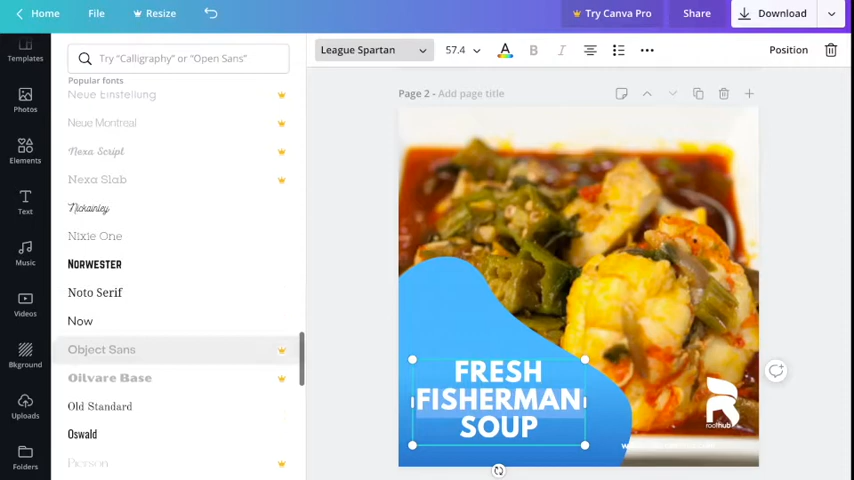 Home
File
Resize
Try Canva Pro
Share
Download
Templates
Photos
Elements
Text
Music
Videos
Bkground
Uploads
Folders
Try "Calligraphy" or "Open Sans"
Popular fonts
Neue Einstellung
Neue Montreal
Nexa Script
Nexa Slab
Nickainley
Nixie One
NORWESTER
Noto Serif
Now
Object Sans
Oilvare Base
Old Standard
Oswald
League Spartan
57.4
A
B
I
Position
Page 2 - Add page title
FRESH
FISHERMAN
SOUP
roothub